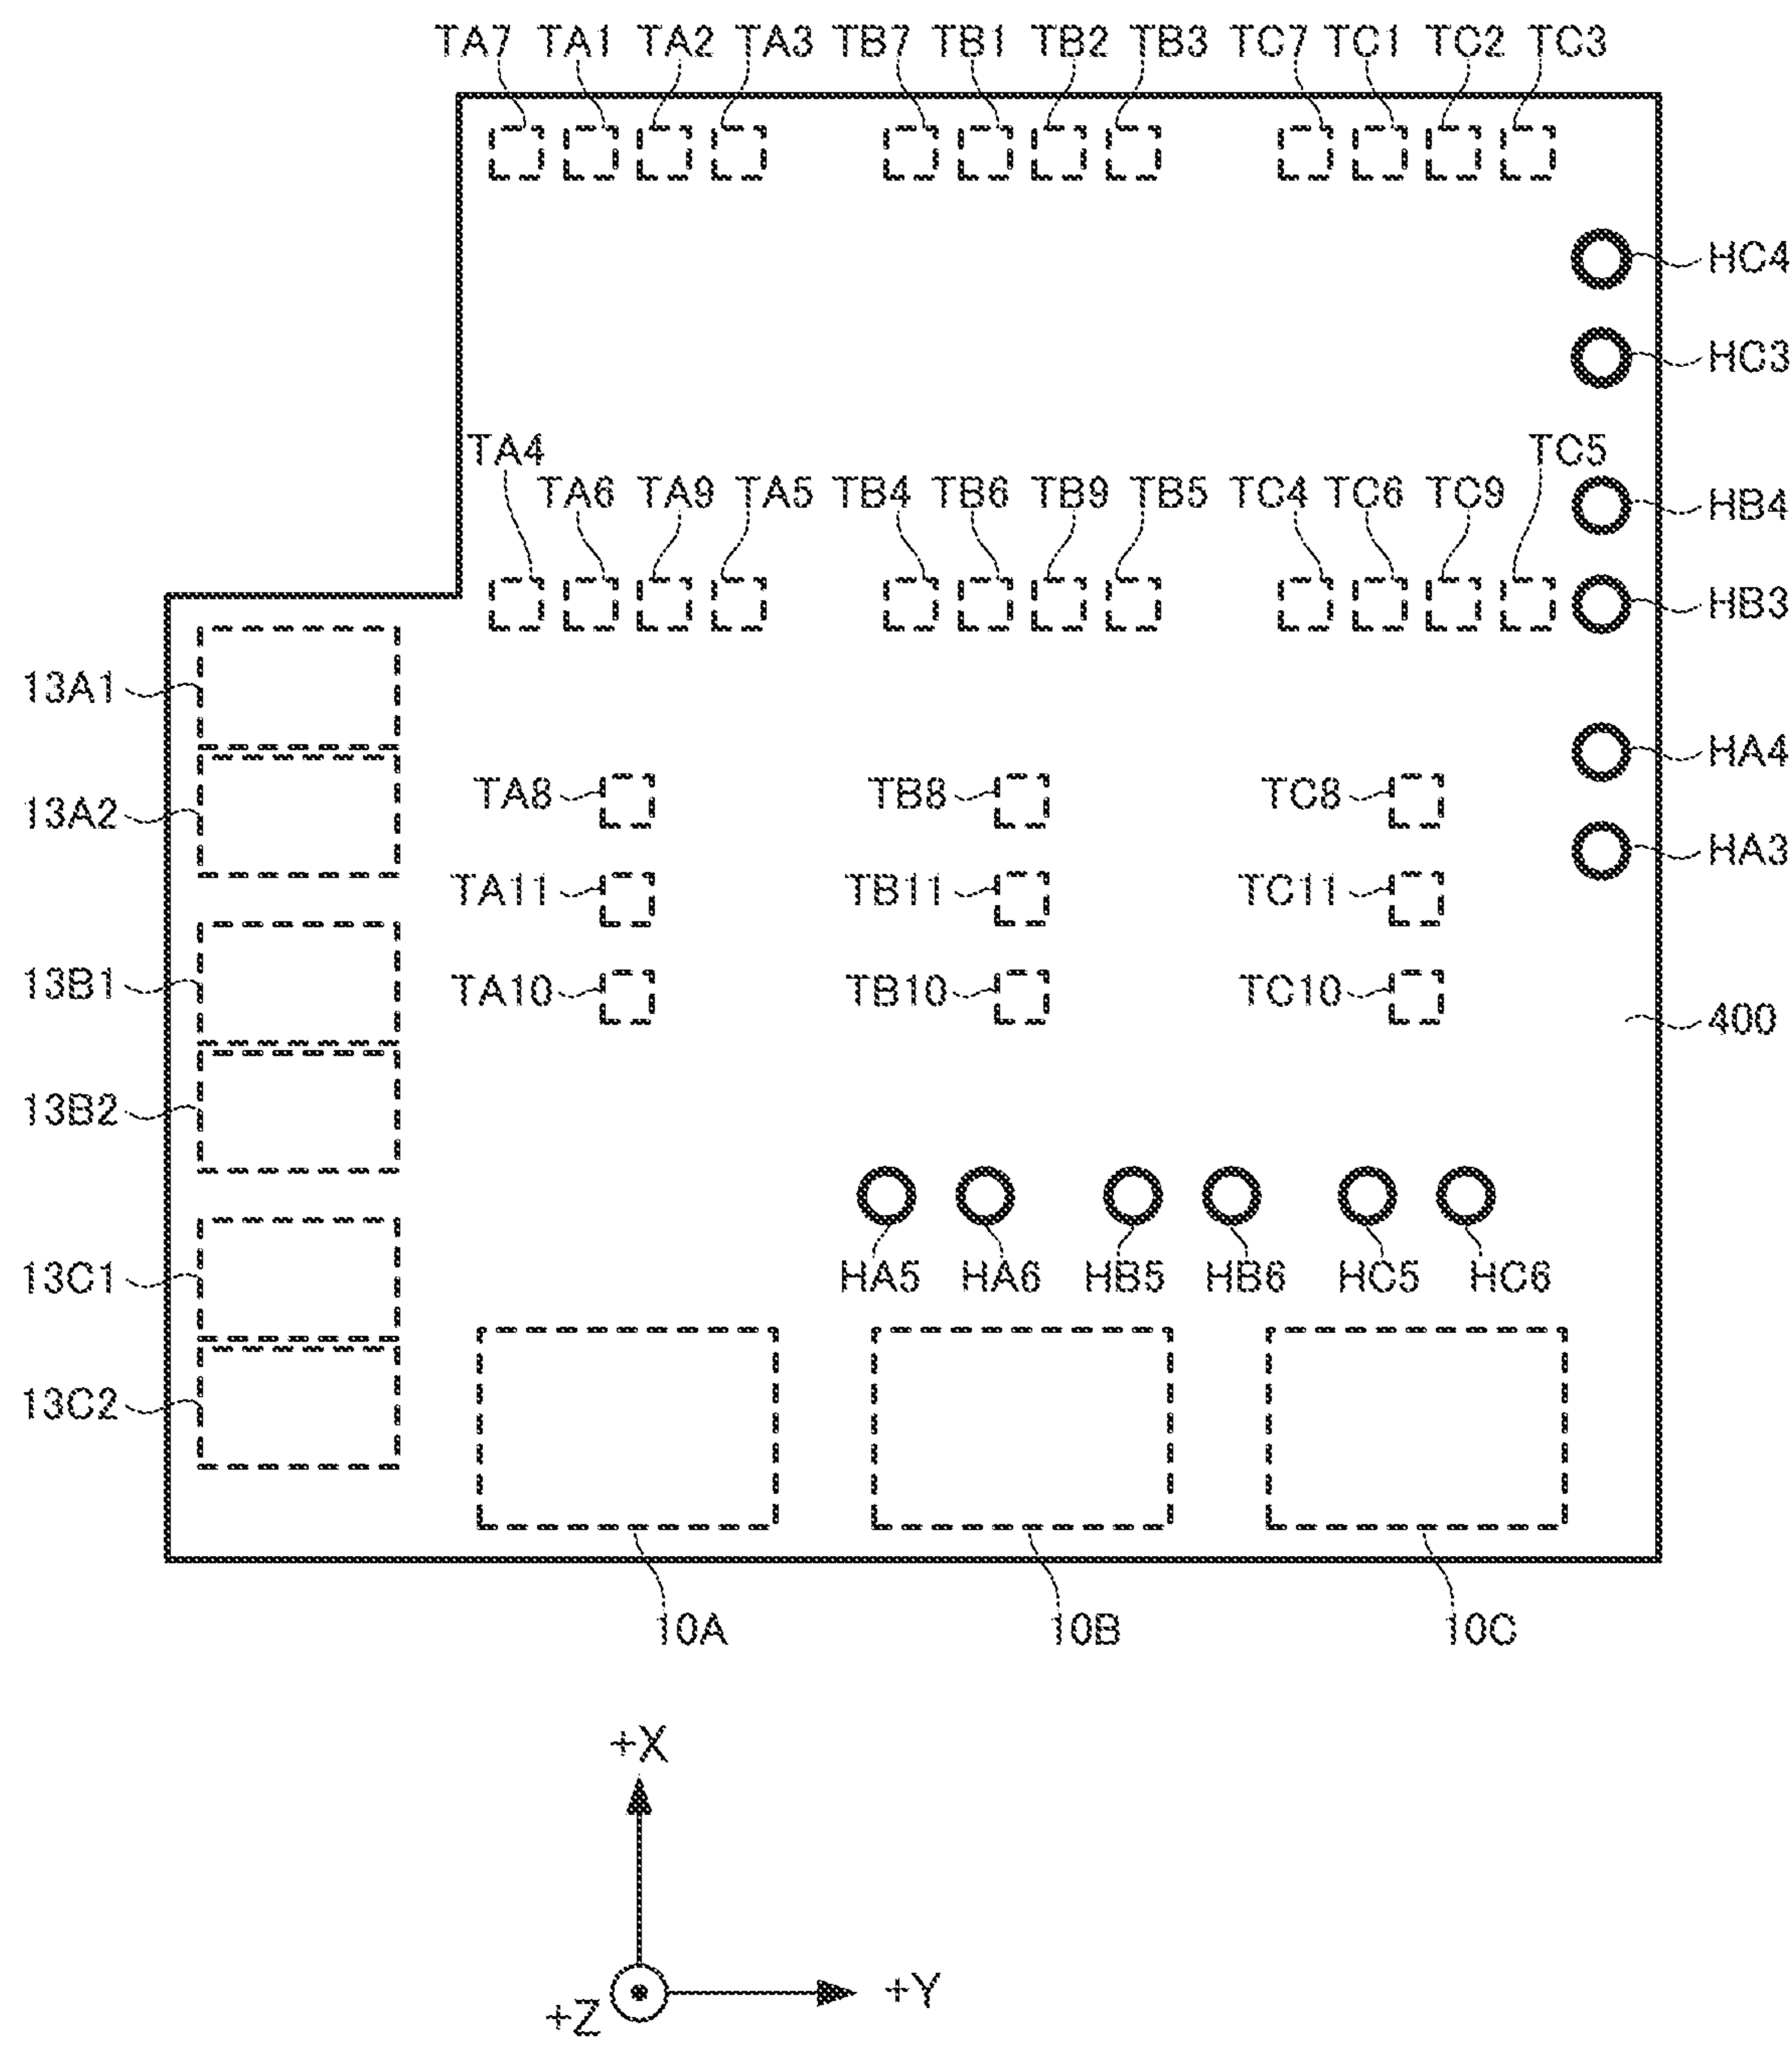 TA7 TA1 TA2 TA3 TB7 TB1 TB2 TB3 TC7 TC1 TC2 TC3
HC4
HC3
TA4 TC5
TA6 TA9 TA5 TB4 TB6 TB9 TB5 TC4 TC6 TC9 HB4
HB3
13A1
HA4
13A2 TA8 TB8 TC8
HA3
TA11 TB11 TC11
13B1 TA10 TB10 TC10
400
13B2
13C1 HA5 HA6 HB5 HB6 HC5 HC6
13C2
10A 10B 10C
+X
+Y
+Z